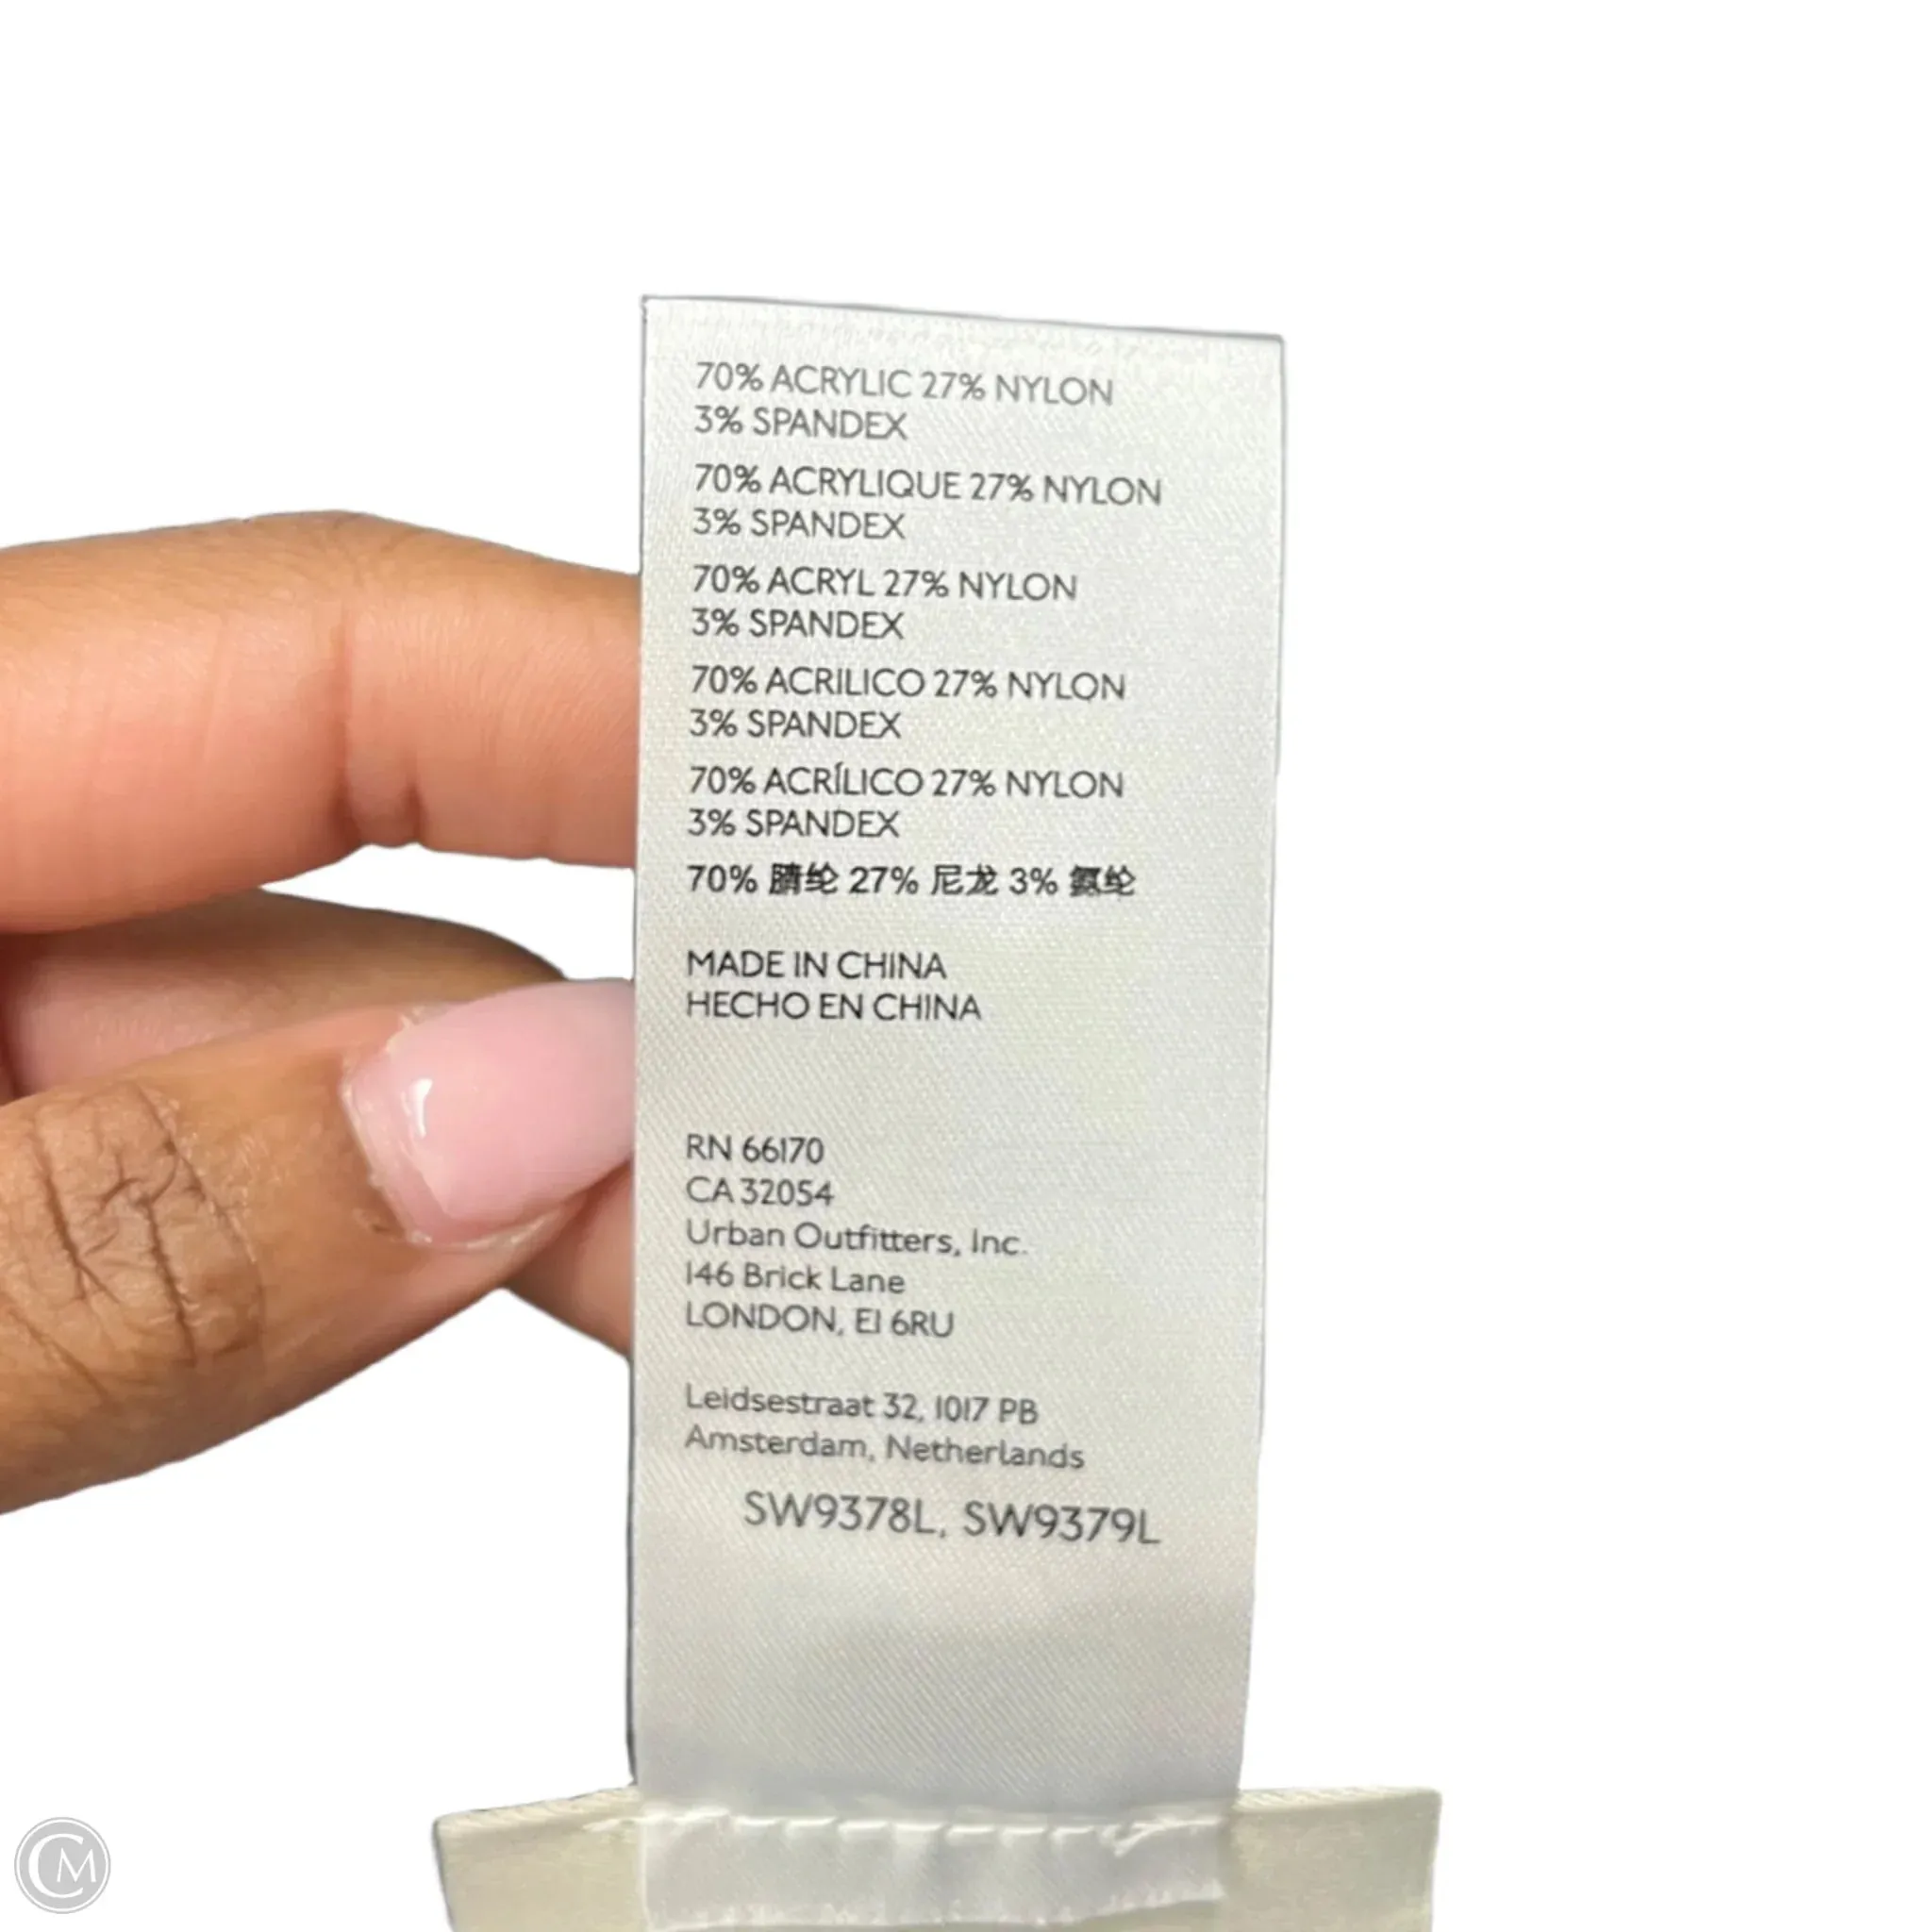 70% ACRYLIC 27% NYLON
3% SPANDEX
70% ACRYLIQUE 27% NYLON
3% SPANDEX
70% ACRYL 27% NYLON
3% SPANDEX
70% ACRILICO 27% NYLON
3% SPANDEX
70% ACRÍLICO 27% NYLON
3% SPANDEX
70% 腈纶 27% 尼龙 3% 氨纶
MADE IN CHINA
HECHO EN CHINA
RN 66170
CA 32054
Urban Outfitters, Inc.
146 Brick Lane
LONDON, E1 6RU
Leidsestraat 32, 1017 PB
Amsterdam, Netherlands
SW9378L, SW9379L
CM